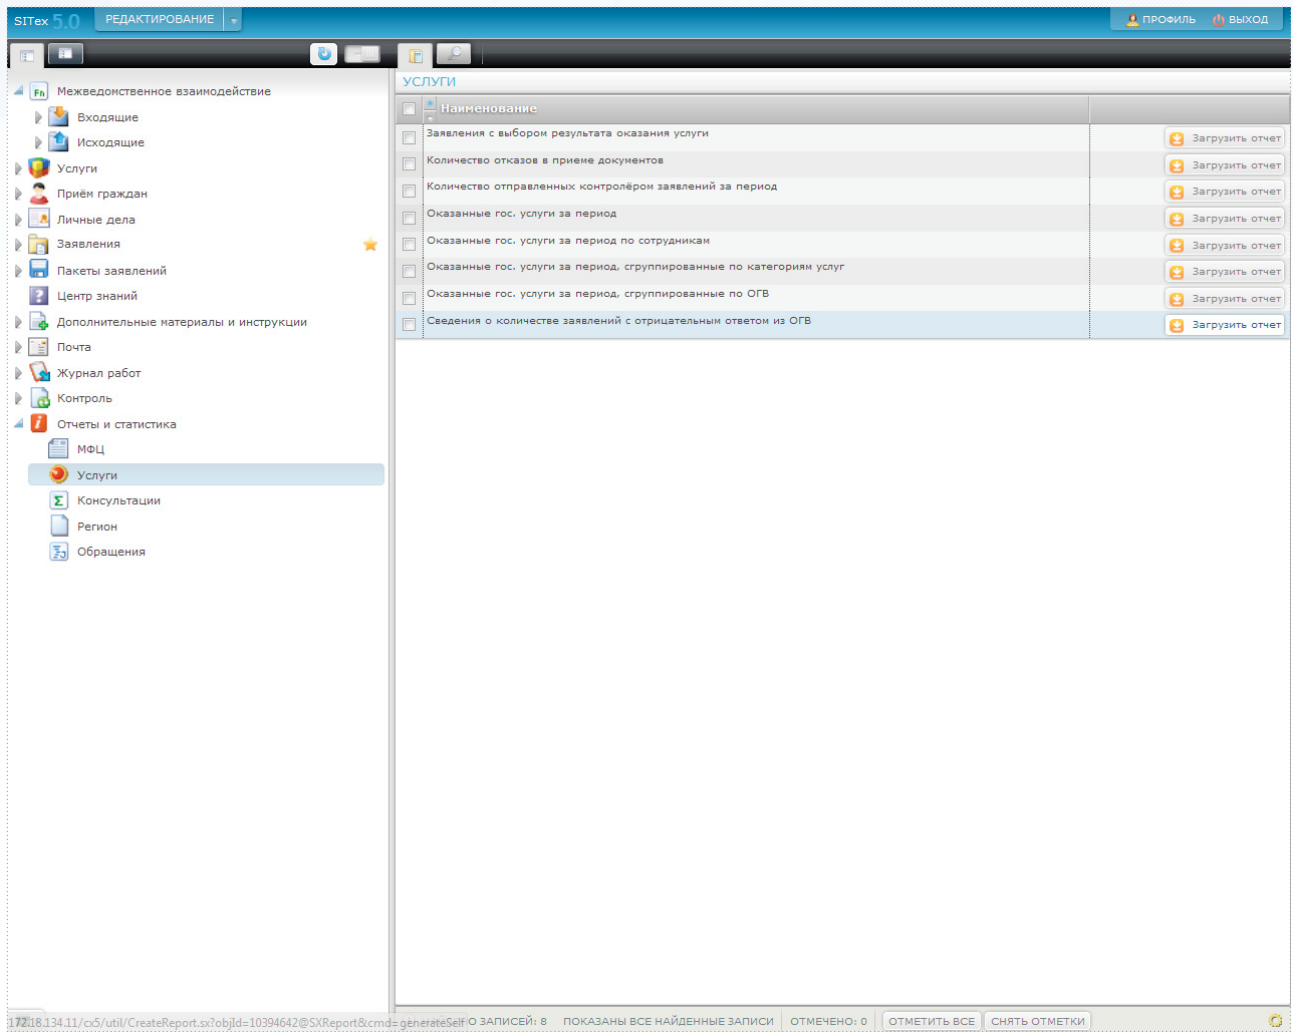 SITex 5.0
РЕДАКТИРОВАНИЕ
ПРОФИЛЬ
ВЫХОД
Межведомственное взаимодействие
Входящие
Исходящие
Услуги
Приём граждан
Личные дела
Заявления
Пакеты заявлений
Центр знаний
Дополнительные материалы и инструкции
Почта
Журнал работ
Контроль
Отчеты и статистика
МФЦ
Услуги
Консультации
Регион
Обращения
УСЛУГИ
Наименование
Заявления с выбором результата оказания услуги Загрузить отчет
Количество отказов в приеме документов Загрузить отчет
Количество отправленных контролёром заявлений за период Загрузить отчет
Оказанные гос. услуги за период Загрузить отчет
Оказанные гос. услуги за период по сотрудникам Загрузить отчет
Оказанные гос. услуги за период, сгруппированные по категориям услуг Загрузить отчет
Оказанные гос. услуги за период, сгруппированные по ОГВ Загрузить отчет
Сведения о количестве заявлений с отрицательным ответом из ОГВ Загрузить отчет
172.18.134.11/cx5/util/CreateReport.sx?objId=10394642@SXReport&cmd=generateSelf
О ЗАПИСЕЙ: 8 ПОКАЗАНЫ ВСЕ НАЙДЕННЫЕ ЗАПИСИ ОТМЕЧЕНО: 0 ОТМЕТИТЬ ВСЕ СНЯТЬ ОТМЕТКИ